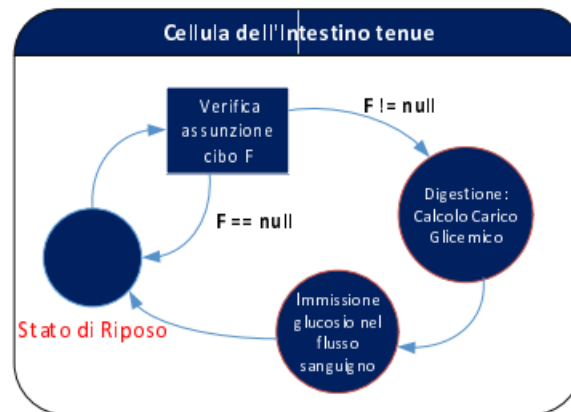 Cellula dell'Intestino tenue
Verifica
assunzione
cibo F
F != null
F == null
Digestione:
Calcolo Carico
Glicemico
Immissione
glucosio nel
flusso
sanguigno
Stato di Riposo